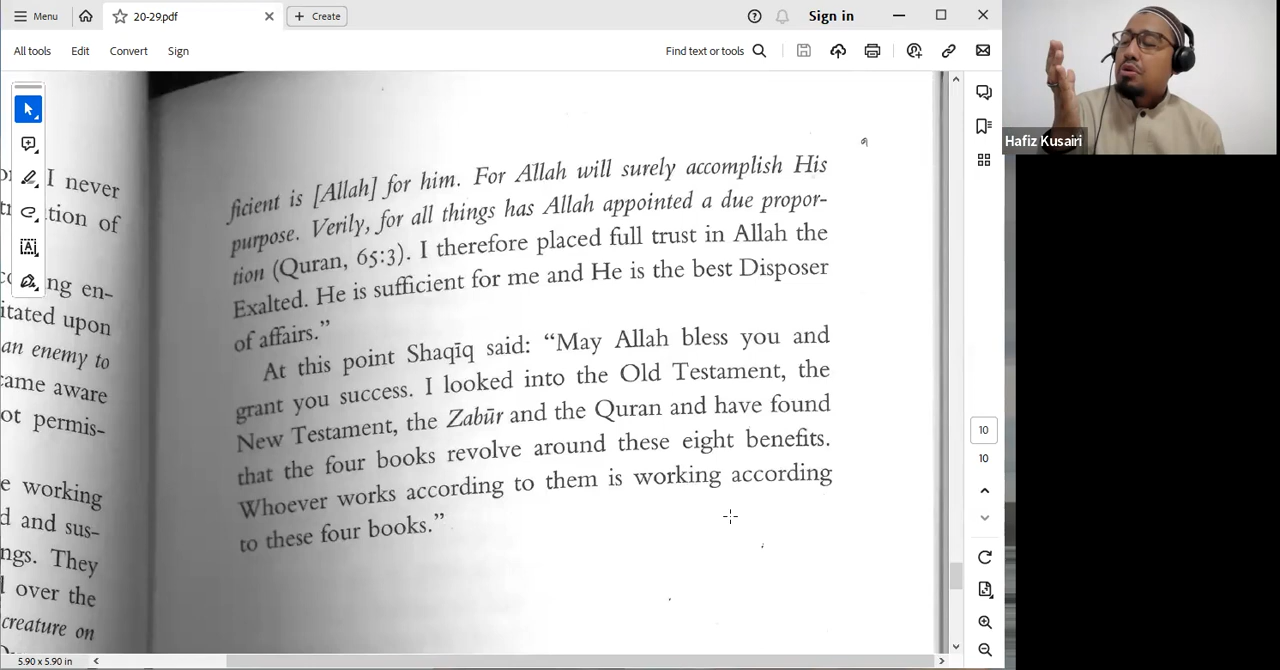 Menu
20-29.pdf
Create
Sign in
All tools
Edit
Convert
Sign
Find text or tools
I never
tion of
ng en-
itated upon
an enemy to
ame aware
ot permis-
e working
d and sus-
ngs. They
l over the
creature on
ficient is [Allah] for him. For Allah will surely accomplish His
purpose. Verily, for all things has Allah appointed a due propor-
tion (Quran, 65:3). I therefore placed full trust in Allah the
Exalted. He is sufficient for me and He is the best Disposer
of affairs.”
At this point Shaqīq said: “May Allah bless you and
grant you success. I looked into the Old Testament, the
New Testament, the Zabūr and the Quran and have found
that the four books revolve around these eight benefits.
Whoever works according to them is working according
to these four books.”
10
10
5.90 x 5.90 in
Hafiz Kusairi